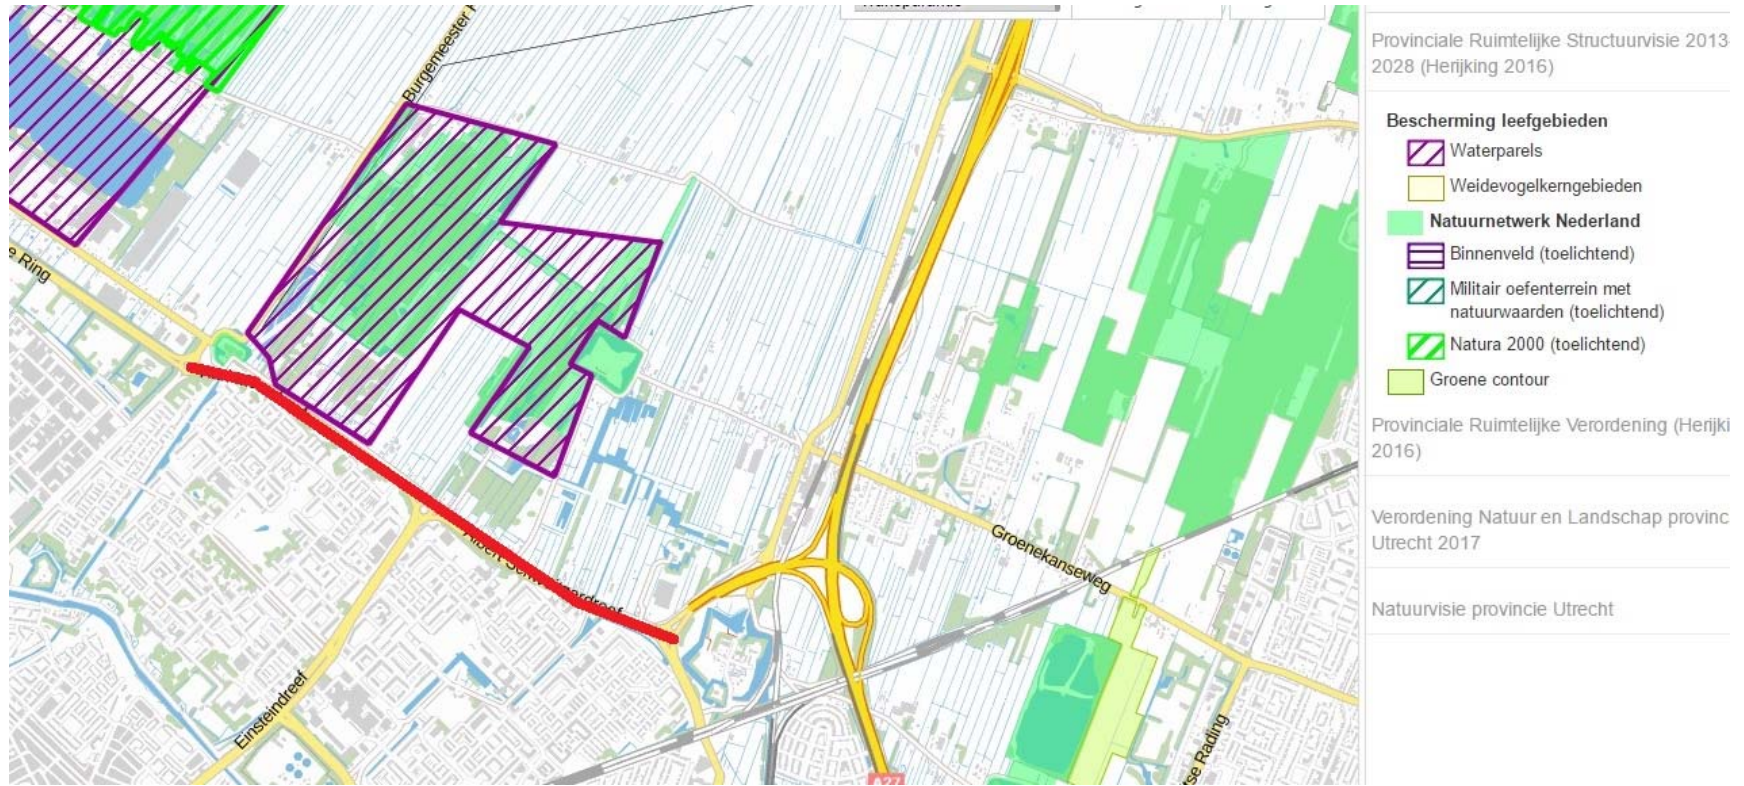 Provinciale Ruimtelijke Structuurvisie 2013-
2028 (Herijking 2016)
Bescherming leefgebieden
Waterparels
Weidevogelkerngebieden
Natuurnetwerk Nederland
Binnenveld (toelichtend)
Militair oefenterrein met
natuurwaarden (toelichtend)
Natura 2000 (toelichtend)
Groene contour
Provinciale Ruimtelijke Verordening (Herijki
2016)
Verordening Natuur en Landschap provinc
Utrecht 2017
Natuurvisie provincie Utrecht
Burgemeester
e Ring
Groenekanseweg
Einsteindreef
tse Rading
A27